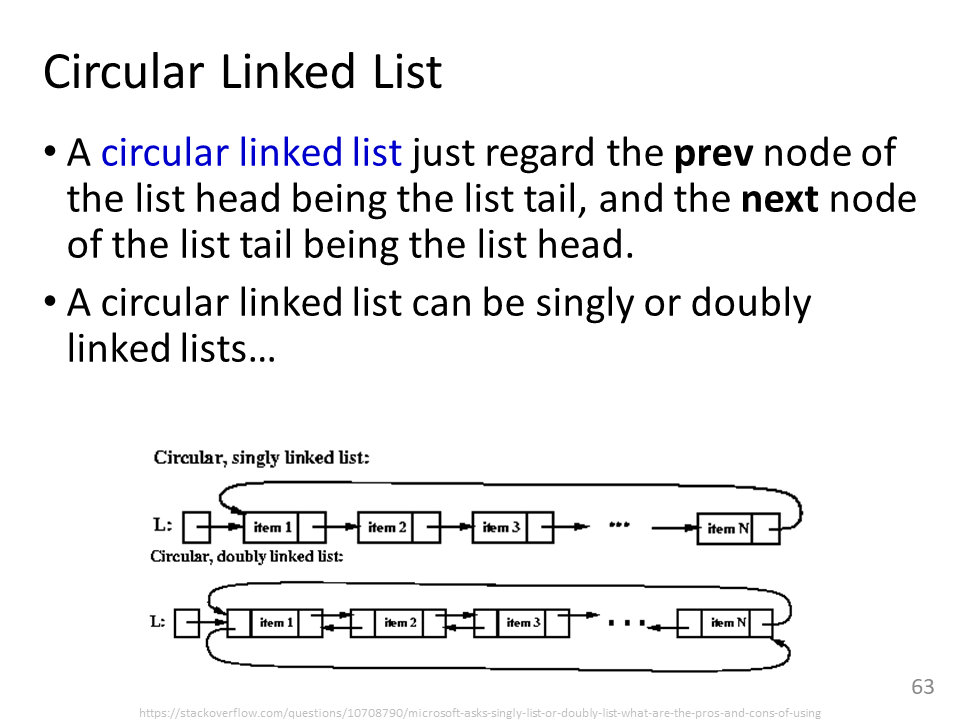 Circular Linked List
• A circular linked list just regard the prev node of
the list head being the list tail, and the next node
of the list tail being the list head.
• A circular linked list can be singly or doubly
linked lists…
Circular, singly linked list:
L: item 1 item 2 item 3 ... item N
Circular, doubly linked list:
L: item 1 item 2 item 3 ... item N
63
https://stackoverflow.com/questions/10708790/microsoft-asks-singly-list-or-doubly-list-what-are-the-pros-and-cons-of-using